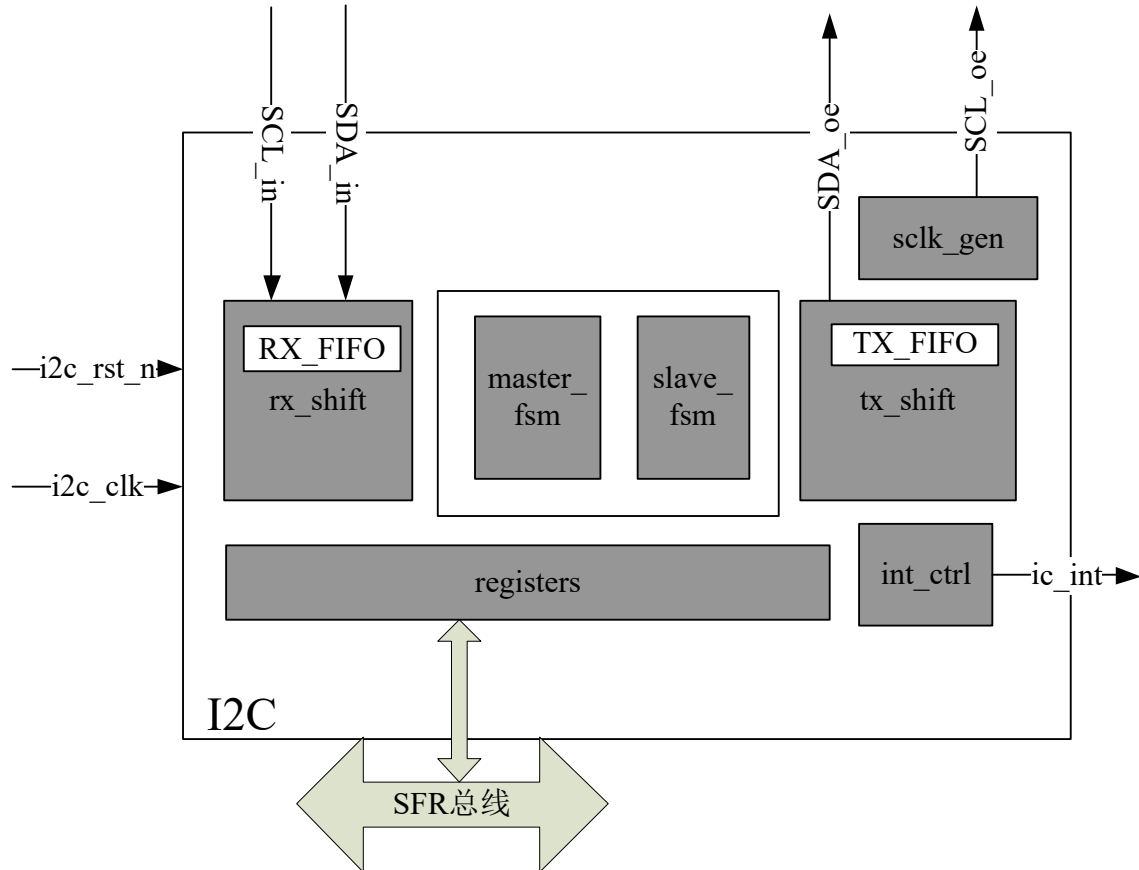 SCL_in
SDA_in
SDA_oe
SCL_oe
sclk_gen
RX_FIFO
rx_shift
master_
fsm
slave_
fsm
TX_FIFO
tx_shift
i2c_rst_n
i2c_clk
registers
int_ctrl
ic_int
I2C
SFR总线